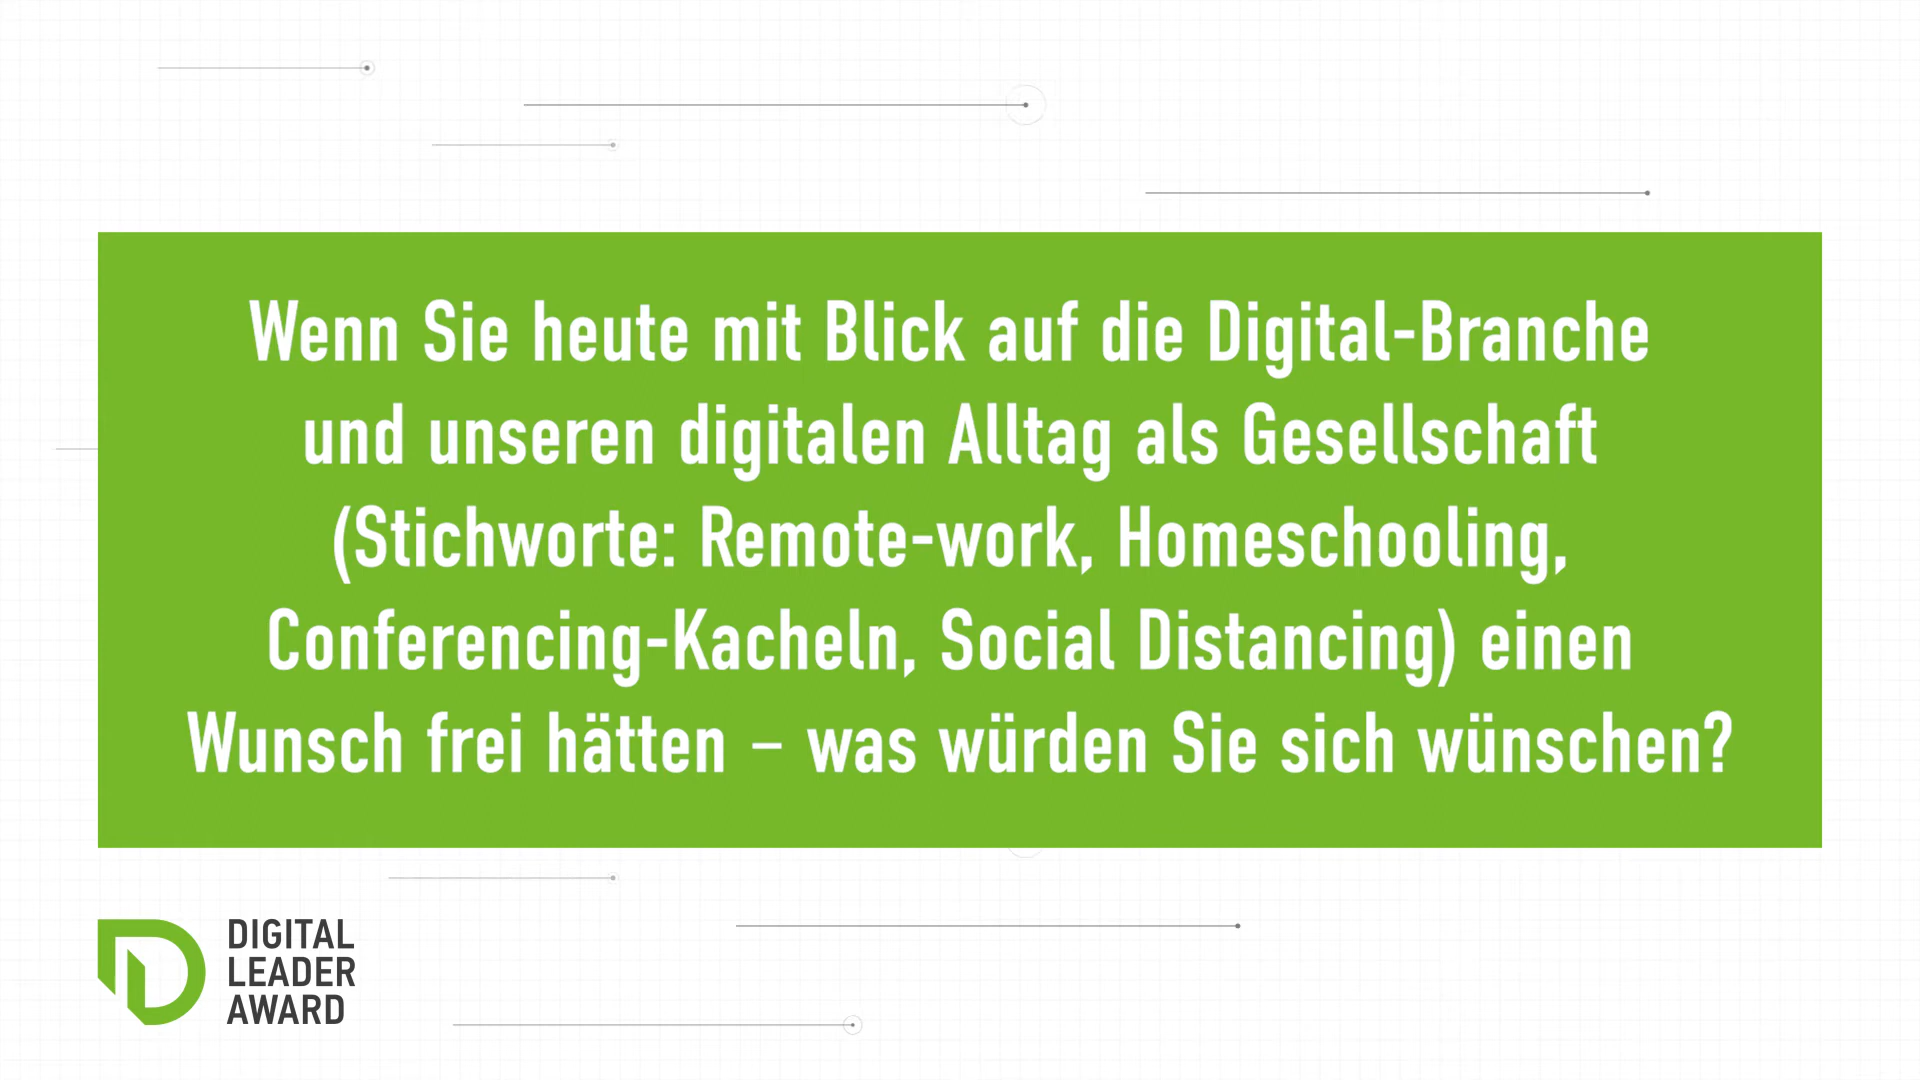 Wenn Sie heute mit Blick auf die Digital-Branche
und unseren digitalen Alltag als Gesellschaft
(Stichworte: Remote-work, Homeschooling,
Conferencing-Kacheln, Social Distancing) einen
Wunsch frei hätten – was würden Sie sich wünschen?
DIGITAL
LEADER
AWARD